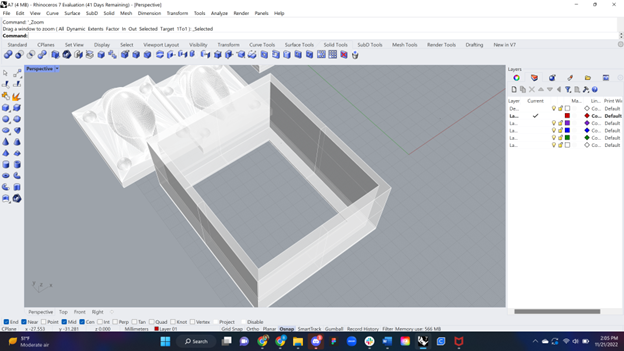 A7 (4 MB) - Rhinoceros 7 Evaluation (41 Days Remaining) - [Perspective]
File Edit View Curve Surface SubD Solid Mesh Dimension Transform Tools Analyze Render Panels Help
Command: '_Zoom
Drag a window to zoom ( All Dynamic Extents Factor In Out Selected Target 1To1 ): _Selected
Command:
Standard CPlanes Set View Display Select Viewport Layout Visibility Transform Curve Tools Surface Tools Solid Tools SubD Tools Mesh Tools Render Tools Drafting New in V7
Perspective
Layers
Layer Current Ma... Lin... Print Wid
De... Co... Default
La... Co... Default
La... Co... Default
La... Co... Default
La... Co... Default
La... Co... Default
z x
Perspective Top Front Right
End Near Point Mid Cen Int Perp Tan Quad Knot Vertex Project Disable
CPlane x -27.553 y -31.281 z 0.000 Millimeters Layer 01 Grid Snap Ortho Planar Osnap SmartTrack Gumball Record History Filter Memory use: 566 MB
51°F
Moderate air
Search
2:05 PM
11/21/2022